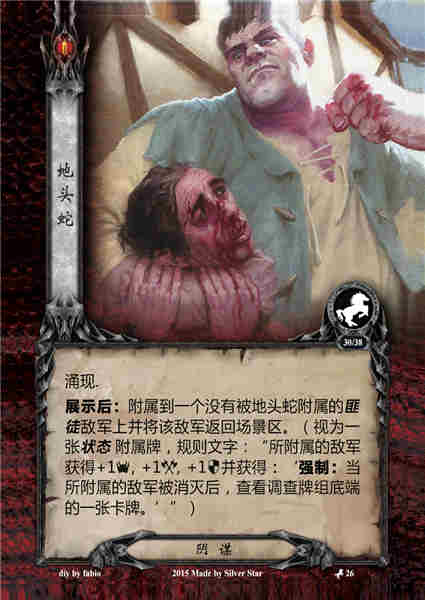 地头蛇
30/38
涌现.
展示后：附属到一个没有被地头蛇附属的匪
徒敌军上并将该敌军返回场景区。（视为一
张状态 附属牌，规则文字：“所附属的敌军
获得+1, +1, +1并获得：‘强制：当
所附属的敌军被消灭后，查看调查牌组底端
的一张卡牌。’”）
阴 谋
diy by fabio
2015 Made by Silver Star
26